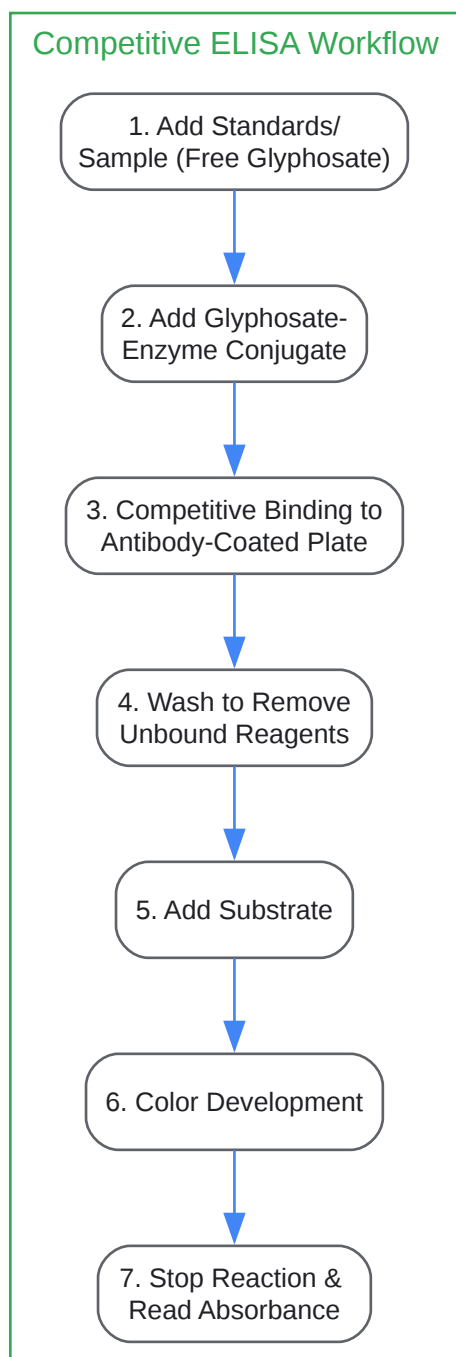 Competitive ELISA Workflow
1. Add Standards/
Sample (Free Glyphosate)
2. Add Glyphosate-
Enzyme Conjugate
3. Competitive Binding to
Antibody-Coated Plate
4. Wash to Remove
Unbound Reagents
5. Add Substrate
6. Color Development
7. Stop Reaction &
Read Absorbance